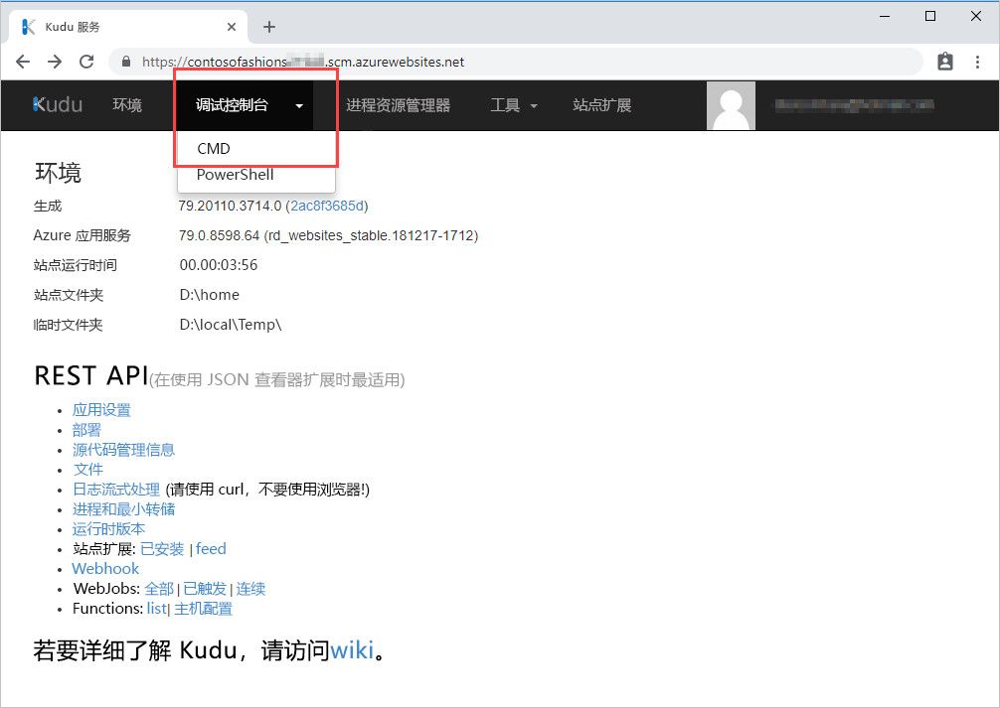 Kudu 服务
https://contosofashions .scm.azurewebsites.net
Kudu 环境 调试控制台 进程资源管理器 工具 站点扩展
CMD
PowerShell
环境
生成 79.20110.3714.0 (2ac8f3685d)
Azure 应用服务 79.0.8598.64 (rd_websites_stable.181217-1712)
站点运行时间 00.00:03:56
站点文件夹 D:\home
临时文件夹 D:\local\Temp\
REST API(在使用 JSON 查看器扩展时最适用)
• 应用设置
• 部署
• 源代码管理信息
• 文件
• 日志流式处理 (请使用 curl，不要使用浏览器!)
• 进程和最小转储
• 运行时版本
• 站点扩展: 已安装 | feed
• Webhook
• WebJobs: 全部 | 已触发 | 连续
• Functions: list| 主机配置
若要详细了解 Kudu，请访问wiki。